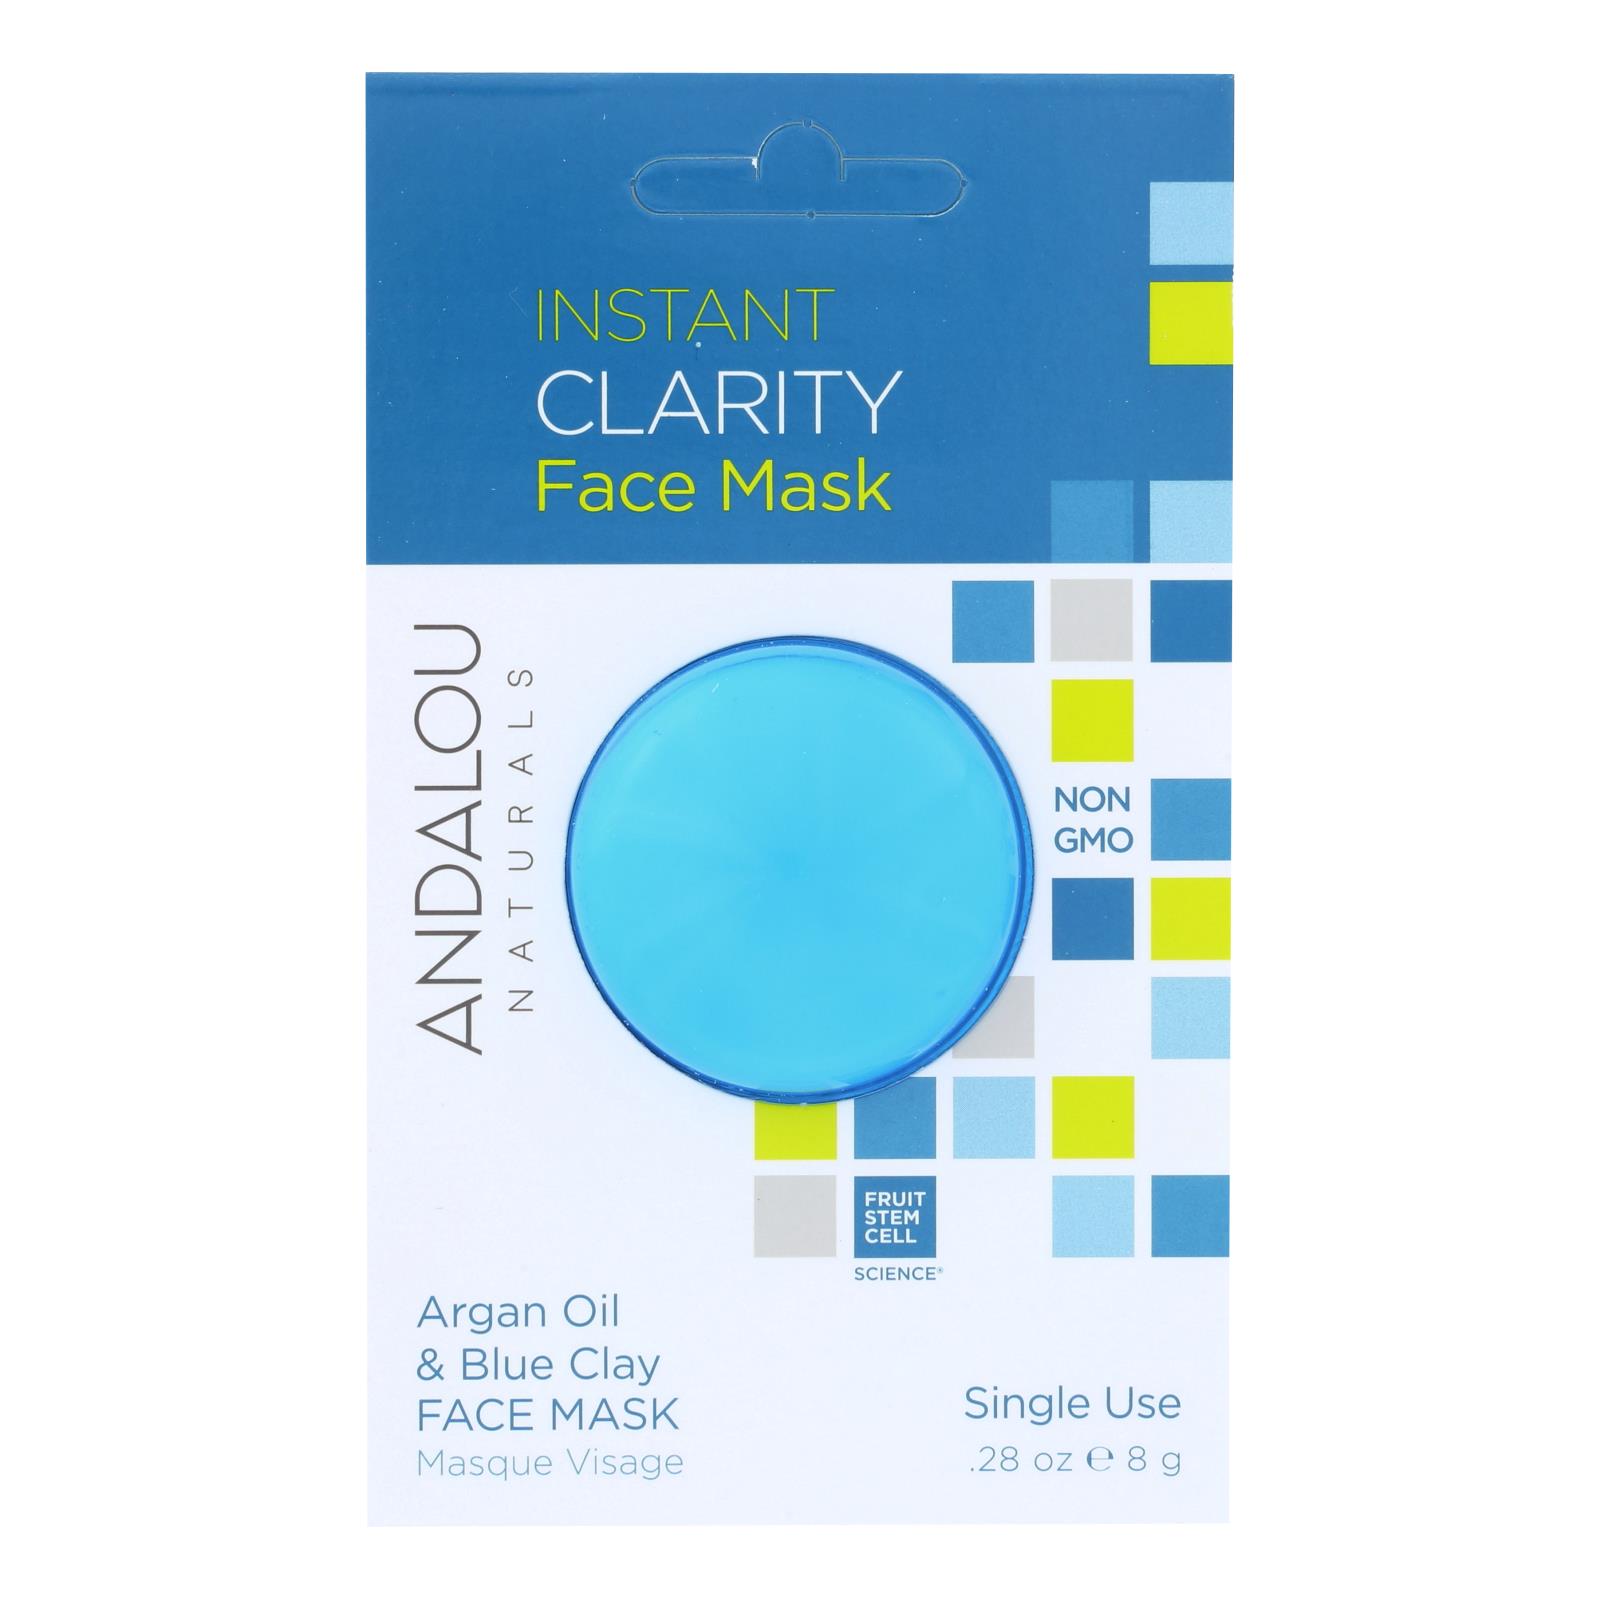 INSTANT
CLARITY
Face Mask
ANDALOU
NATURALS
NON
GMO
FRUIT
STEM
CELL
SCIENCE®
Argan Oil
& Blue Clay
FACE MASK
Masque Visage
Single Use
.28 oz ℮ 8 g